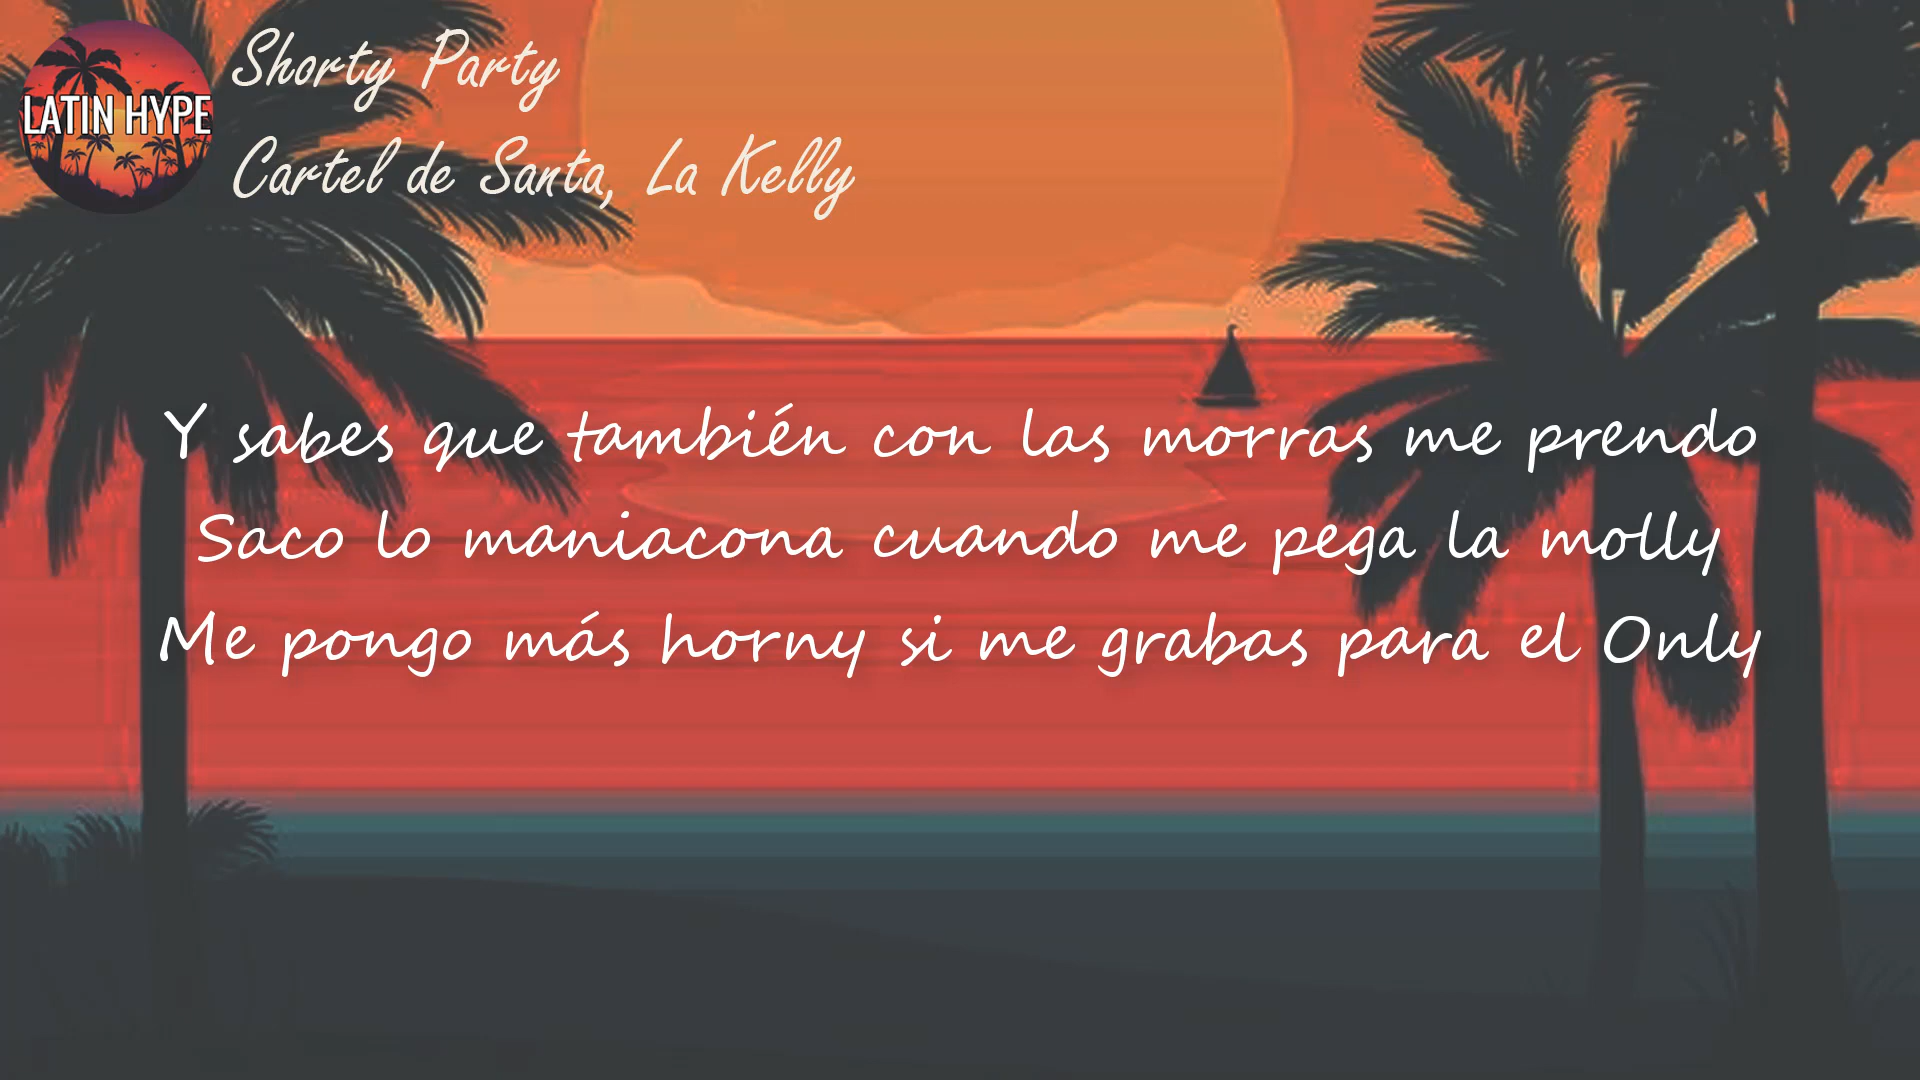 LATIN HYPE
Shorty Party
Cartel de Santa, La Kelly
Y sabes que también con las morras me prendo
Saco lo maniacona cuando me pega la molly
Me pongo más horny si me grabas para el Only